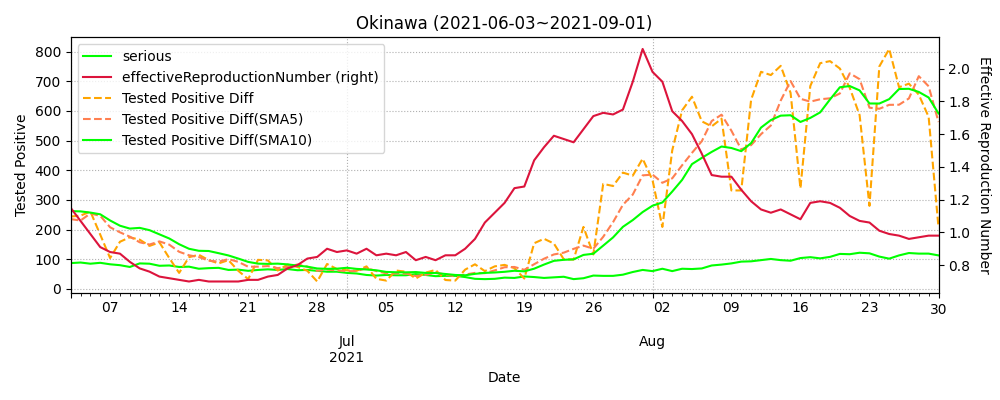 Okinawa (2021-06-03~2021-09-01)
serious
effectiveReproductionNumber (right)
Tested Positive Diff
Tested Positive Diff(SMA5)
Tested Positive Diff(SMA10)
Tested Positive
800
700
600
500
400
300
200
100
0
Effective Reproduction Number
2.0
1.8
1.6
1.4
1.2
1.0
0.8
07 14 21 28 05 12 19 26 02 09 16 23 30
Jul Aug
2021
Date